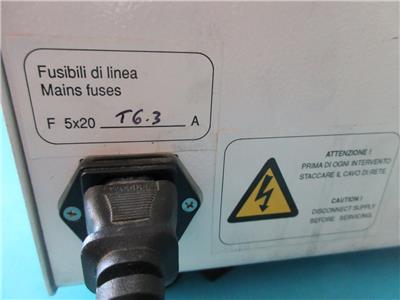 Fusibili di linea
Mains fuses
F 5x20 T6.3 A
ATTENZIONE !
PRIMA DI OGNI INTERVENTO
STACCARE IL CAVO DI RETE.
CAUTION !
DISCONNECT SUPPLY
BEFORE SERVICING.